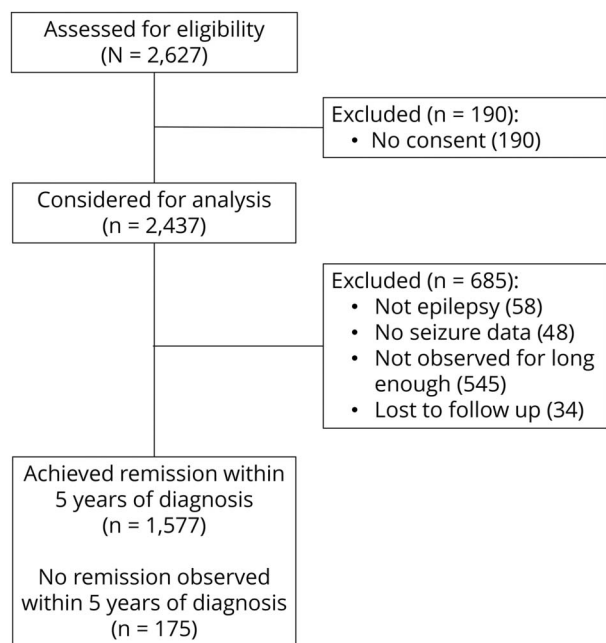 Assessed for eligibility
(N = 2,627)
Excluded (n = 190):
• No consent (190)
Considered for analysis
(n = 2,437)
Excluded (n = 685):
• Not epilepsy (58)
• No seizure data (48)
• Not observed for long
enough (545)
• Lost to follow up (34)
Achieved remission within
5 years of diagnosis
(n = 1,577)
No remission observed
within 5 years of diagnosis
(n = 175)